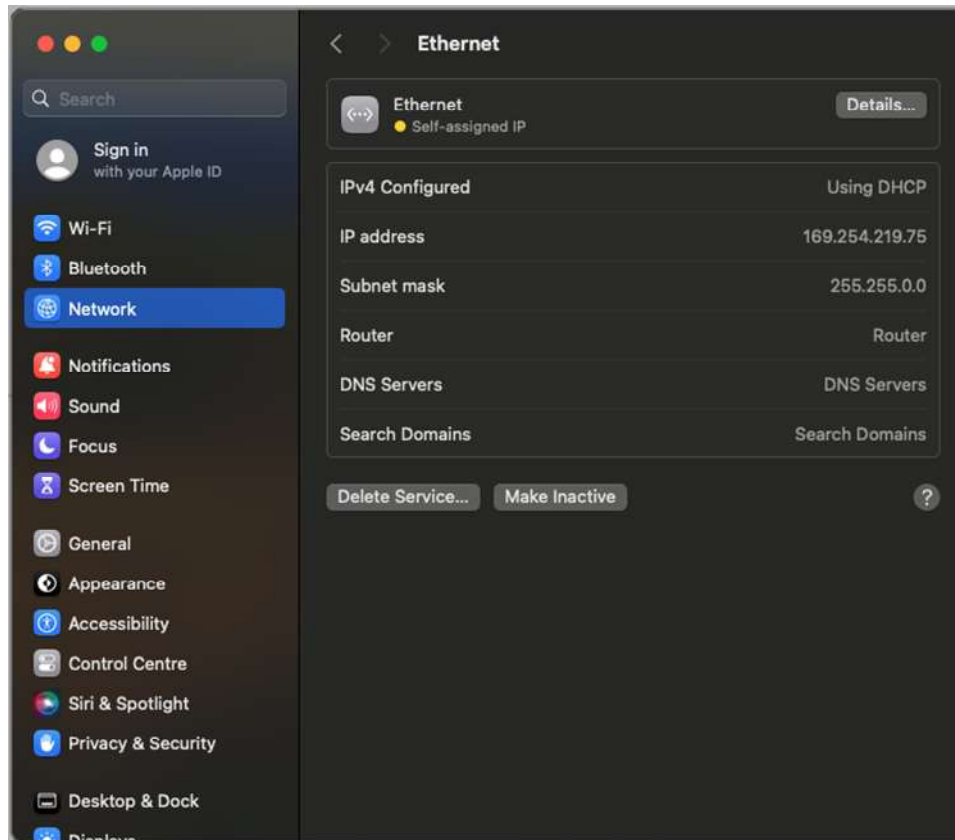 Search
Sign in
with your Apple ID
Wi-Fi
Bluetooth
Network
Notifications
Sound
Focus
Screen Time
General
Appearance
Accessibility
Control Centre
Siri & Spotlight
Privacy & Security
Desktop & Dock
Displays
Ethernet
Ethernet
Self-assigned IP
Details...
IPv4 Configured Using DHCP
IP address 169.254.219.75
Subnet mask 255.255.0.0
Router Router
DNS Servers DNS Servers
Search Domains Search Domains
Delete Service... Make Inactive ?